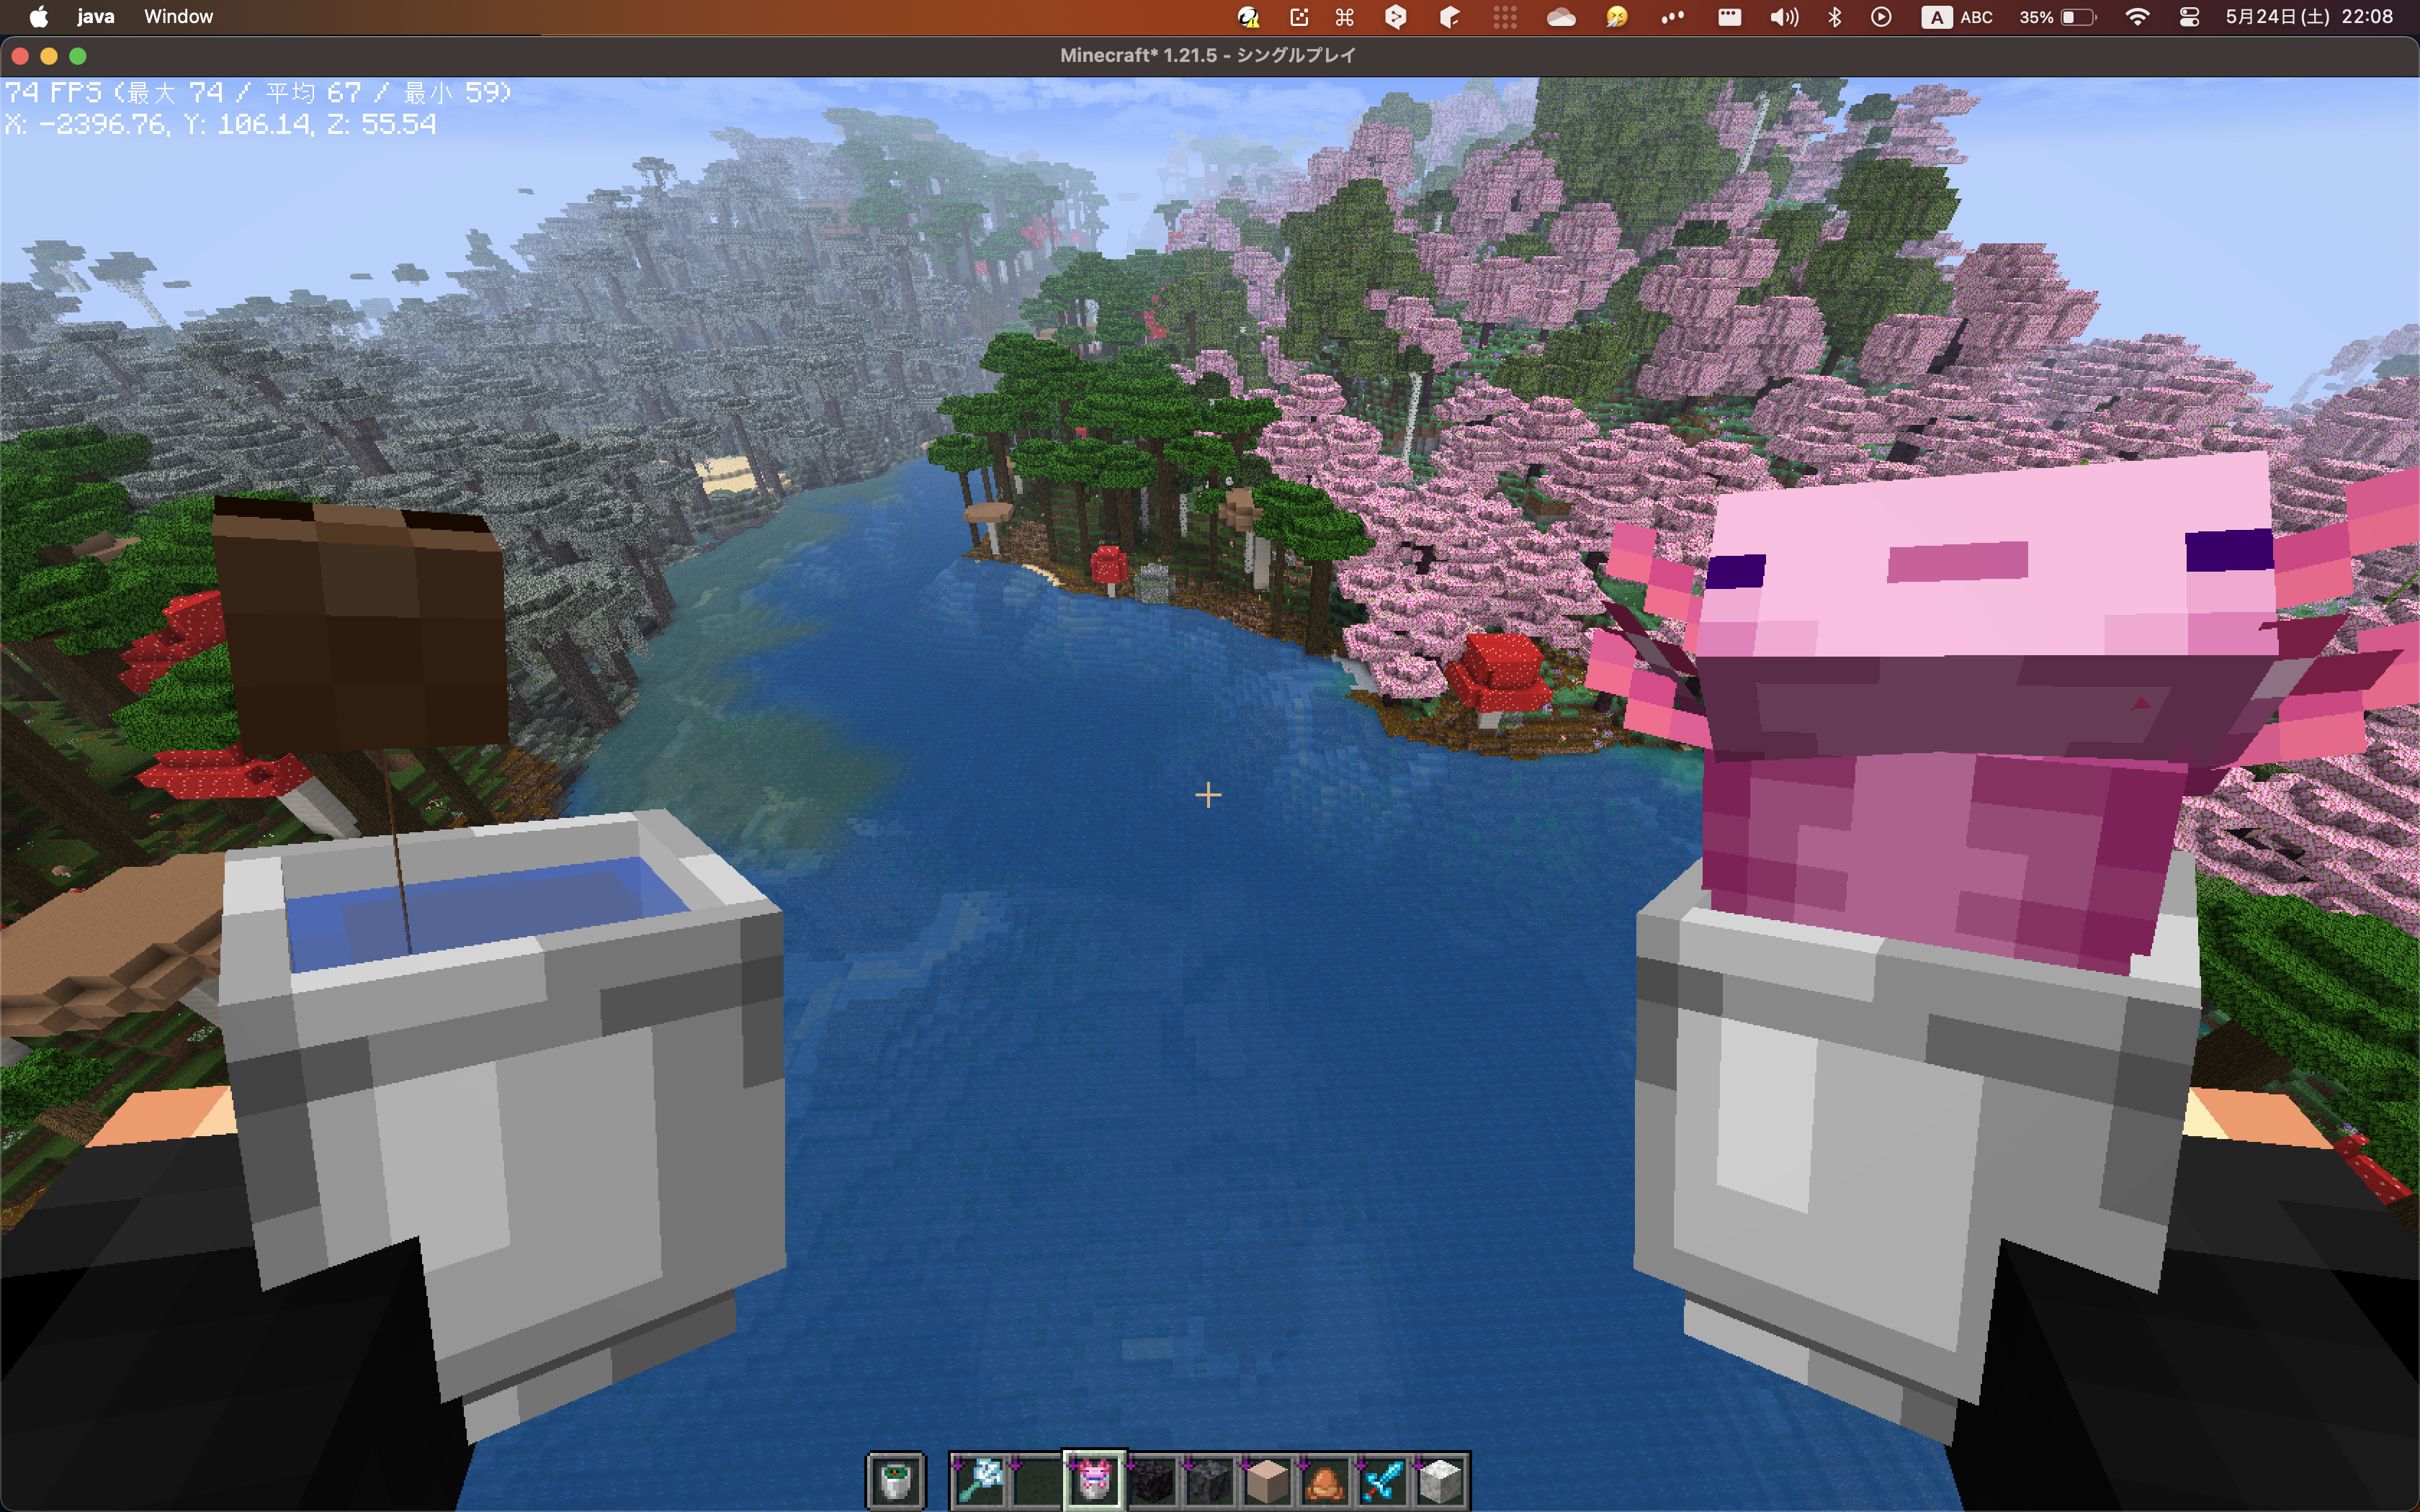 java Window ABC 35% 5月24日(土) 22:08
Minecraft* 1.21.5 - シングルプレイ
74 FPS (最大 74 / 平均 67 / 最小 59)
X: -2396.76, Y: 106.14, Z: 55.54